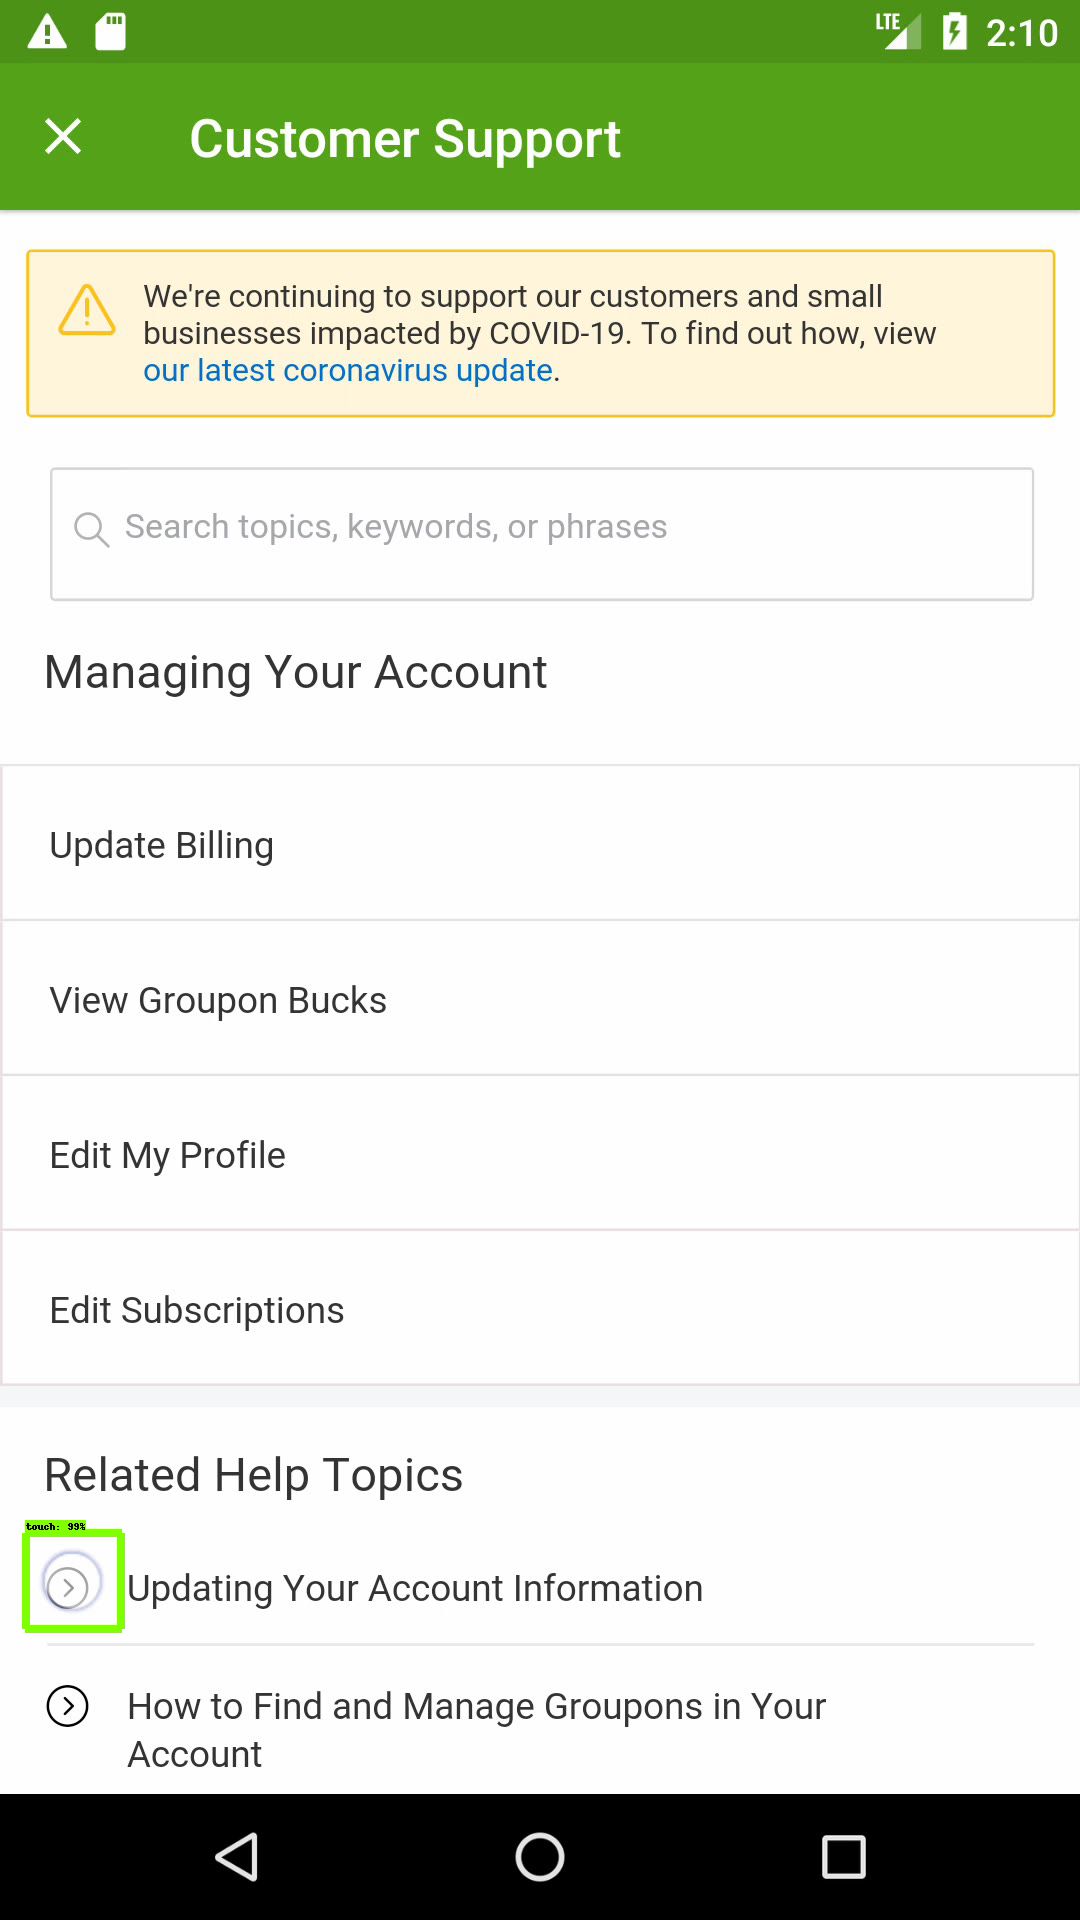 LTE 2:10
Customer Support
We're continuing to support our customers and small
businesses impacted by COVID-19. To find out how, view
our latest coronavirus update.
Search topics, keywords, or phrases
Managing Your Account
Update Billing
View Groupon Bucks
Edit My Profile
Edit Subscriptions
Related Help Topics
touch: 99%
Updating Your Account Information
How to Find and Manage Groupons in Your
Account